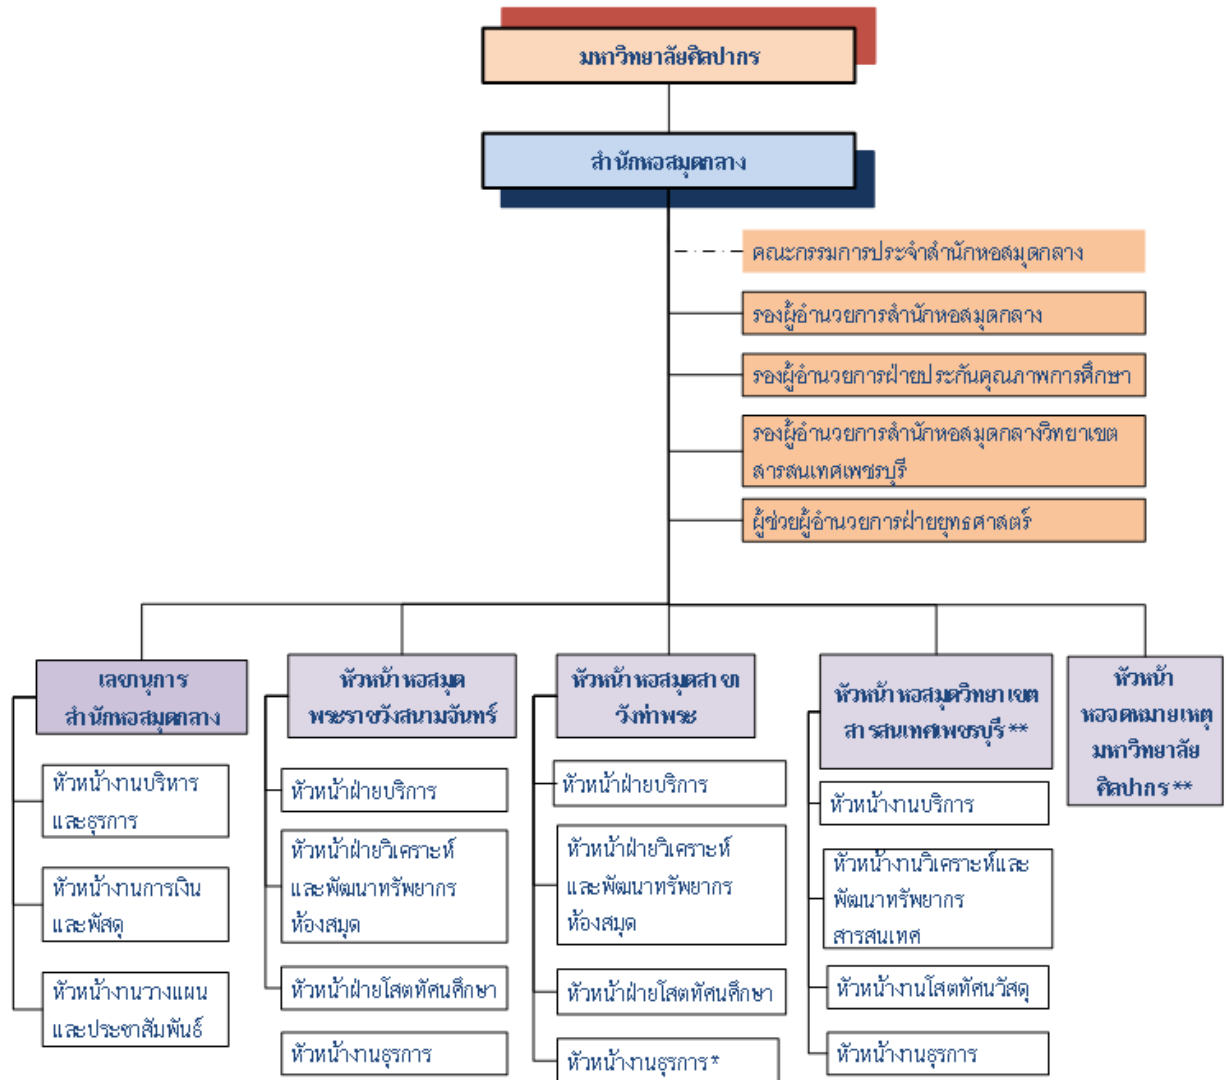 มหาวิทยาลัยศิลปากร
สำนักหอสมุดกลาง
คณะกรรมการประจำสำนักหอสมุดกลาง
รองผู้อำนวยการสำนักหอสมุดกลาง
รองผู้อำนวยการฝ่ายประกันคุณภาพการศึกษา
รองผู้อำนวยการสำนักหอสมุดกลางวิทยาเขต
สารสนเทศเพชรบุรี
ผู้ช่วยผู้อำนวยการฝ่ายยุทธศาสตร์
เลขานุการ
สำนักหอสมุดกลาง
หัวหน้างานบริหาร
และธุรการ
หัวหน้างานการเงิน
และพัสดุ
หัวหน้างานวางแผน
และประชาสัมพันธ์
หัวหน้าหอสมุด
พระราชวังสนามจันทร์
หัวหน้าฝ่ายบริการ
หัวหน้าฝ่ายวิเคราะห์
และพัฒนาทรัพยากร
ห้องสมุด
หัวหน้าฝ่ายโสตทัศนศึกษา
หัวหน้างานธุรการ
หัวหน้าหอสมุดสาขา
วังท่าพระ
หัวหน้าฝ่ายบริการ
หัวหน้าฝ่ายวิเคราะห์
และพัฒนาทรัพยากร
ห้องสมุด
หัวหน้าฝ่ายโสตทัศนศึกษา
หัวหน้างานธุรการ*
หัวหน้าหอสมุดวิทยาเขต
สารสนเทศเพชรบุรี**
หัวหน้างานบริการ
หัวหน้างานวิเคราะห์และ
พัฒนาทรัพยากร
สารสนเทศ
หัวหน้างานโสตทัศนวัสดุ
หัวหน้างานธุรการ
หัวหน้า
หอจดหมายเหตุ
มหาวิทยาลัย
ศิลปากร**